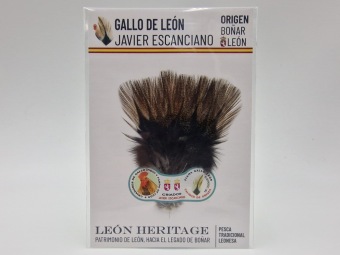 GALLO DE LEÓN
JAVIER ESCANCIANO
ORIGEN
BOÑAR
LEÓN
CRIADOR
LEÓN HERITAGE
PATRIMONIO DE LEÓN, HACIA EL LEGADO DE BOÑAR
PESCA
TRADICIONAL
LEONESA